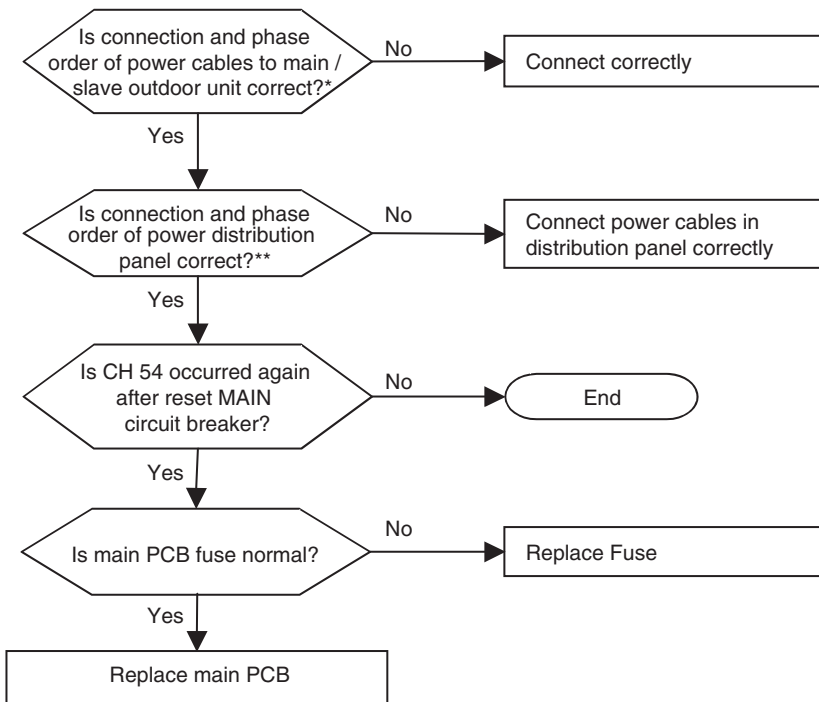 Is connection and phase
order of power cables to main /
slave outdoor unit correct?*
No
Connect correctly
Yes
Is connection and phase
order of power distribution
panel correct?**
No
Connect power cables in
distribution panel correctly
Yes
Is CH 54 occurred again
after reset MAIN
circuit breaker?
No
End
Yes
Is main PCB fuse normal?
No
Replace Fuse
Yes
Replace main PCB